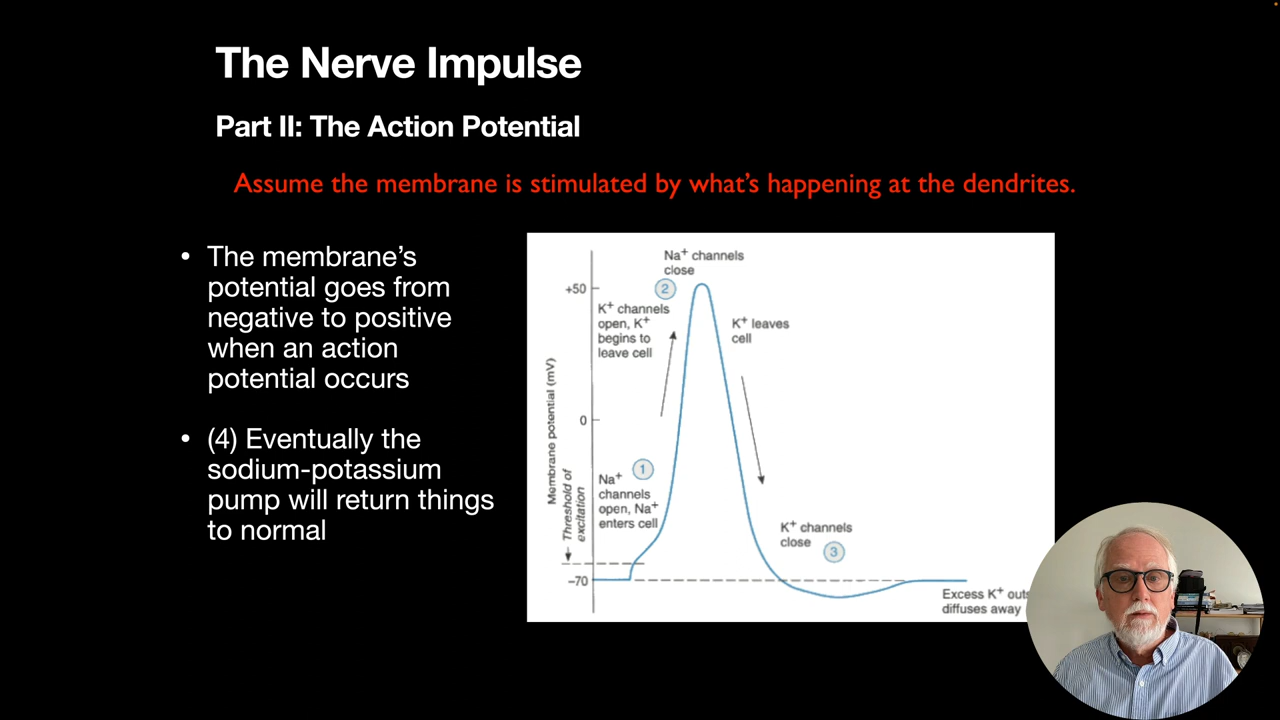 The Nerve Impulse
Part II: The Action Potential
Assume the membrane is stimulated by what's happening at the dendrites.
• The membrane's
potential goes from
negative to positive
when an action
potential occurs
• (4) Eventually the
sodium-potassium
pump will return things
to normal
Membrane potential (mV)
Threshold of
excitation
+50
0
–70
Na⁺ channels
close
2
K⁺ channels
open, K⁺
begins to
leave cell
K⁺ leaves
cell
1
Na⁺
channels
open, Na⁺
enters cell
K⁺ channels
close
3
Excess K⁺
diffuses away